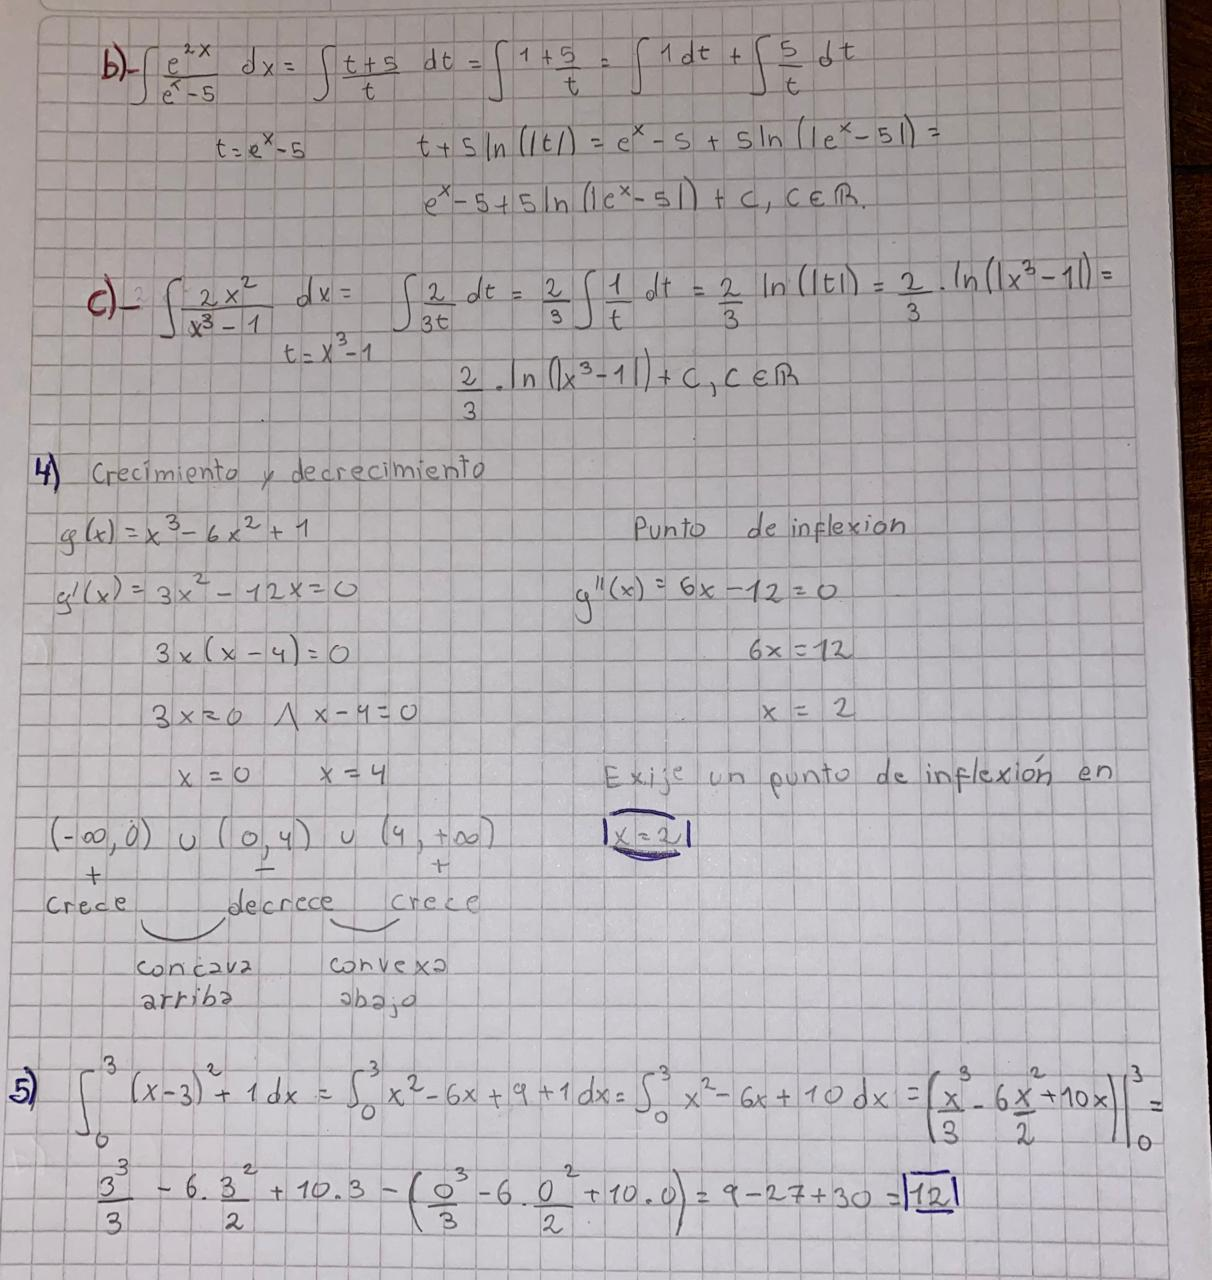 b)- ∫ e^2x / e^x - 5 dx = ∫ t+5 / t dt = ∫ 1 + 5/t = ∫ 1 dt + ∫ 5/t dt
t = e^x - 5 t + 5 ln (|t|) = e^x - 5 + 5 ln (|e^x - 5|) =
e^x - 5 + 5 ln (|e^x - 5|) + c, c ∈ ℝ.
c)- ∫ 2x^2 / x^3 - 1 dx = ∫ 2/3t dt = 2/3 ∫ 1/t dt = 2/3 ln (|t|) = 2/3 . ln (|x^3 - 1|) =
t = x^3 - 1
2/3 . ln (|x^3 - 1|) + c, c ∈ ℝ
4) Crecimiento y decrecimiento
g(x) = x^3 - 6x^2 + 1 Punto de inflexion
g'(x) = 3x^2 - 12x = 0 g''(x) = 6x - 12 = 0
3x (x - 4) = 0 6x = 12
3x = 0 ∧ x - 4 = 0 x = 2
x = 0 x = 4 Exije un punto de inflexión en
(-∞, 0) ∪ (0, 4) ∪ (4, +∞) |x = 2|
+ - +
crece decrece crece
concava convexa
arriba abajo
5) ∫_0^3 (x-3)^2 + 1 dx = ∫_0^3 x^2 - 6x + 9 + 1 dx = ∫_0^3 x^2 - 6x + 10 dx = (x^3/3 - 6x^2/2 + 10x)|_0^3 =
3^3/3 - 6 . 3^2/2 + 10 . 3 - (0^3/3 - 6 . 0^2/2 + 10 . 0) = 9 - 27 + 30 = |12|